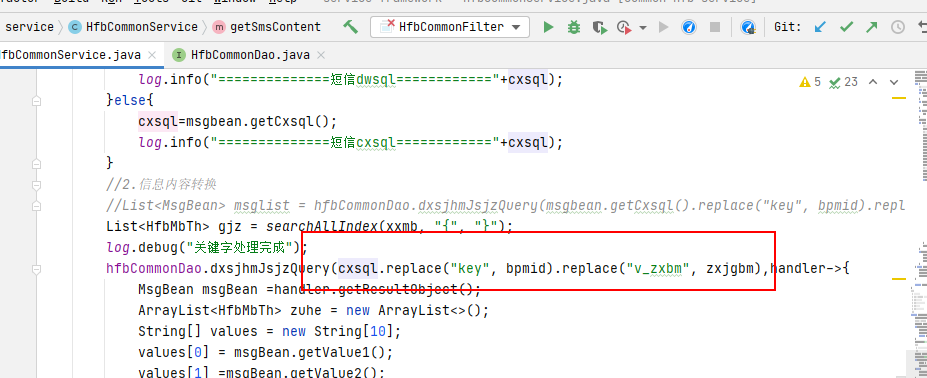 service HfbCommonService getSmsContent HfbCommonFilter Git:
fbCommonService.java HfbCommonDao.java
log.info("==============短信dwsql============"+cxsql); 5 23
}else{
cxsql=msgbean.getCxsql();
log.info("==============短信cxsql============"+cxsql);
}
//2.信息内容转换
//List<MsgBean> msglist = hfbCommonDao.dxsjhmJsjzQuery(msgbean.getCxsql().replace("key", bpmid).repl
List<HfbMbTh> gjz = searchAllIndex(xxmb, "{", "}");
log.debug("关键字处理完成");
hfbCommonDao.dxsjhmJsjzQuery(cxsql.replace("key", bpmid).replace("v_zxbm", zxjgbm),handler->{
MsgBean msgBean =handler.getResultObject();
ArrayList<HfbMbTh> zuhe = new ArrayList<>();
String[] values = new String[10];
values[0] = msgBean.getValue1();
values[1] =msgBean.getValue2();